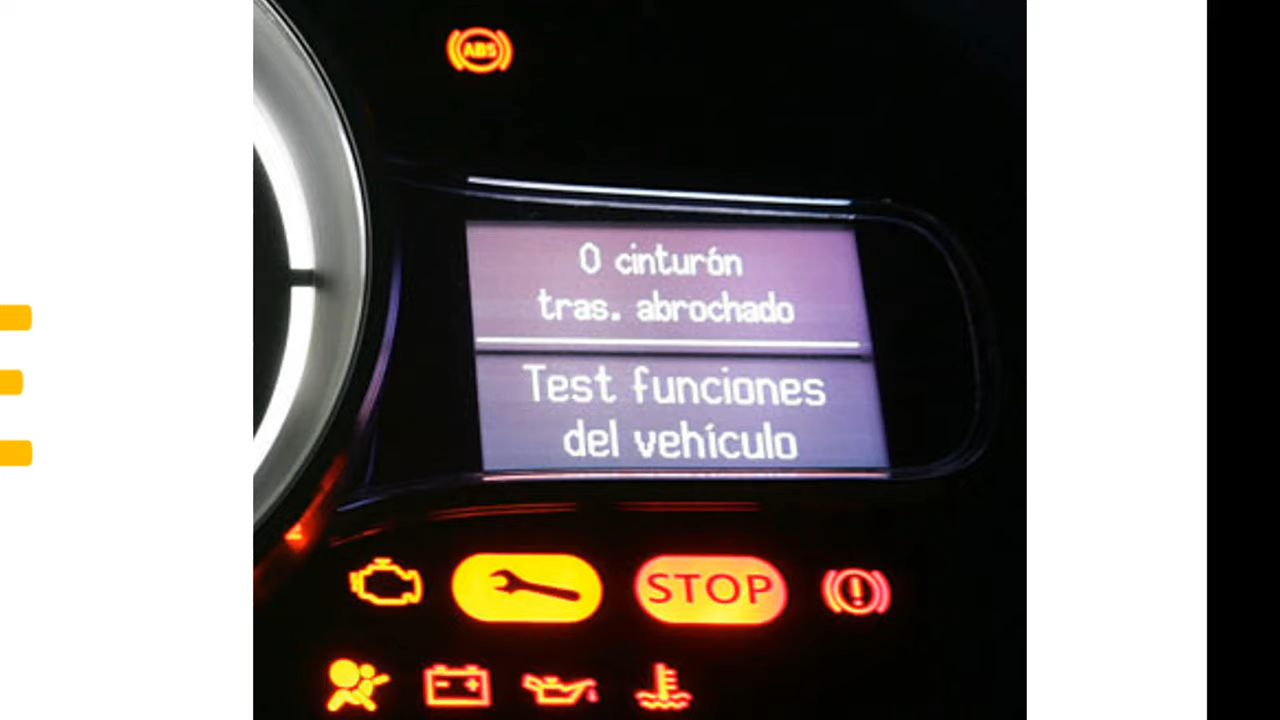 ABS
0 cinturón
tras. abrochado
Test funciones
del vehículo
STOP